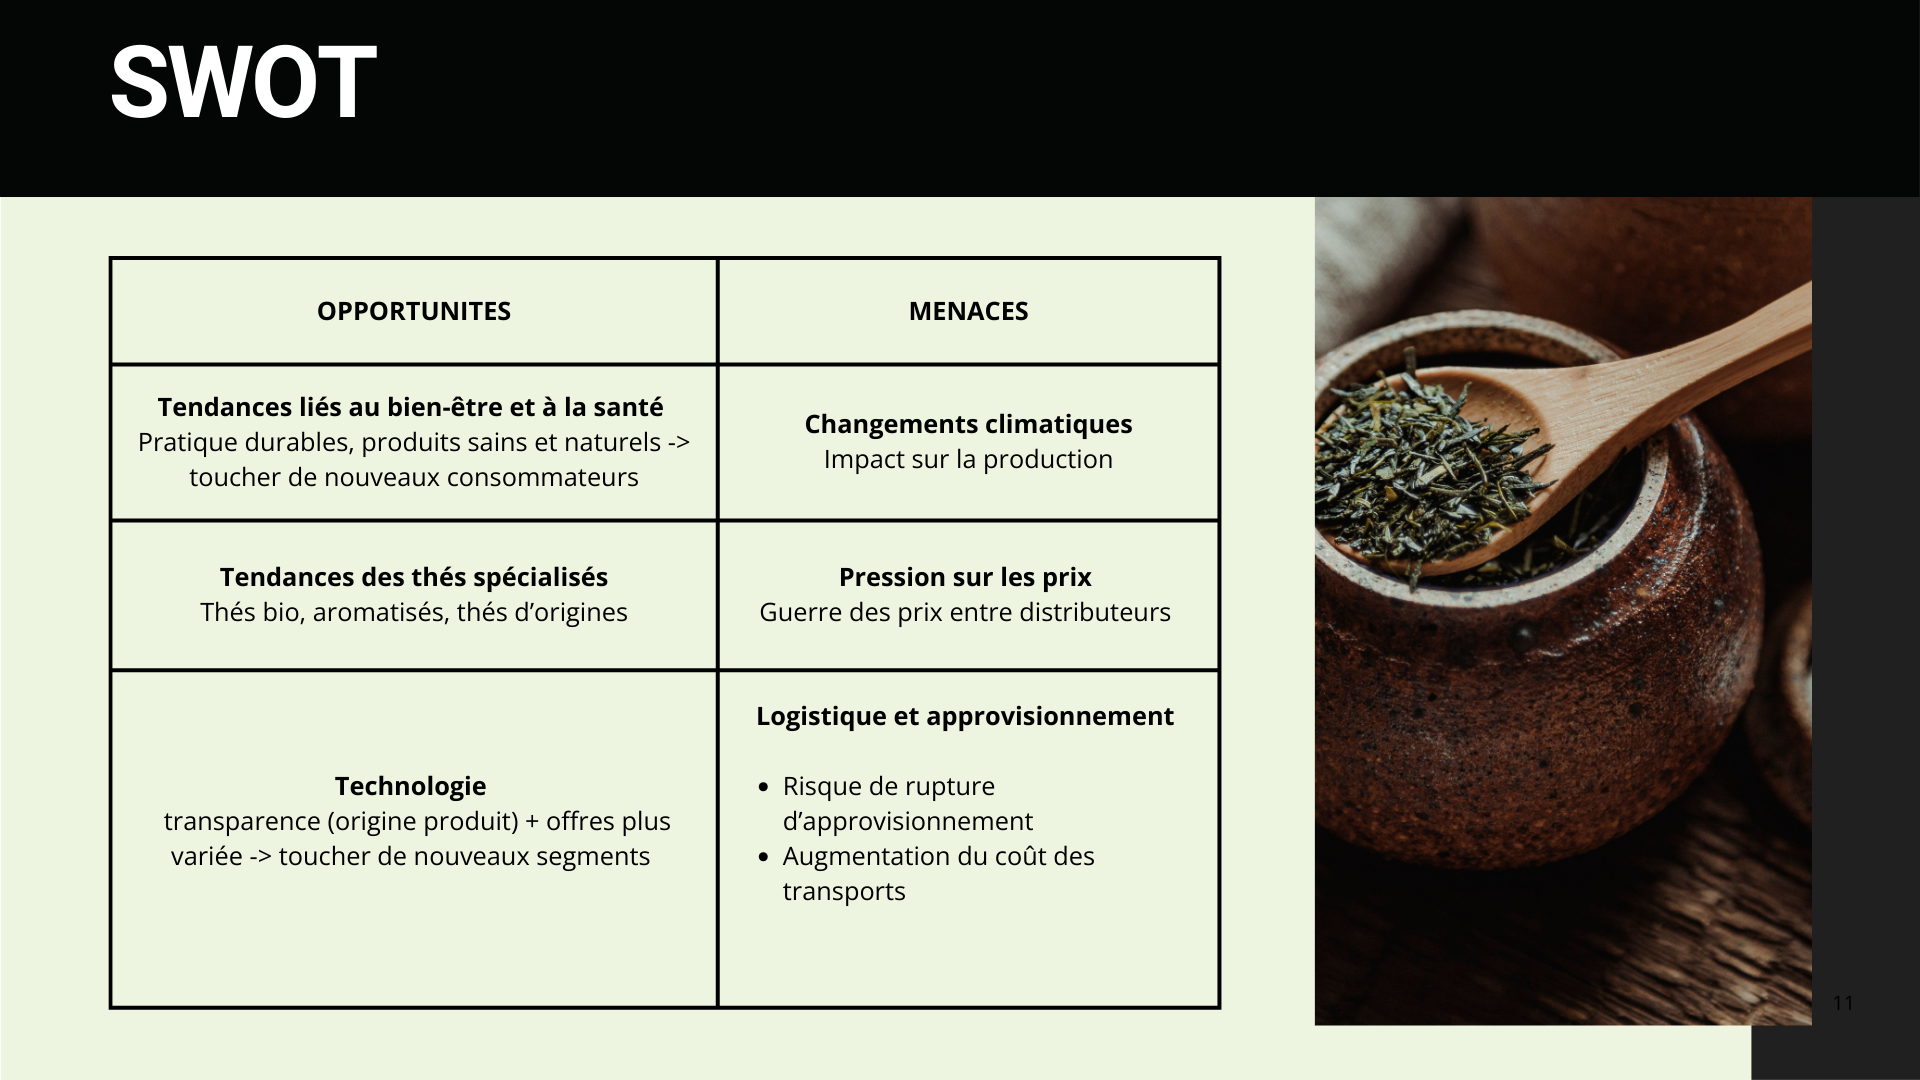 SWOT
OPPORTUNITES
MENACES
Tendances liés au bien-être et à la santé
Pratique durables, produits sains et naturels ->
toucher de nouveaux consommateurs
Changements climatiques
Impact sur la production
Tendances des thés spécialisés
Thés bio, aromatisés, thés d’origines
Pression sur les prix
Guerre des prix entre distributeurs
Technologie
transparence (origine produit) + offres plus
variée -> toucher de nouveaux segments
Logistique et approvisionnement
• Risque de rupture
d’approvisionnement
• Augmentation du coût des
transports
11